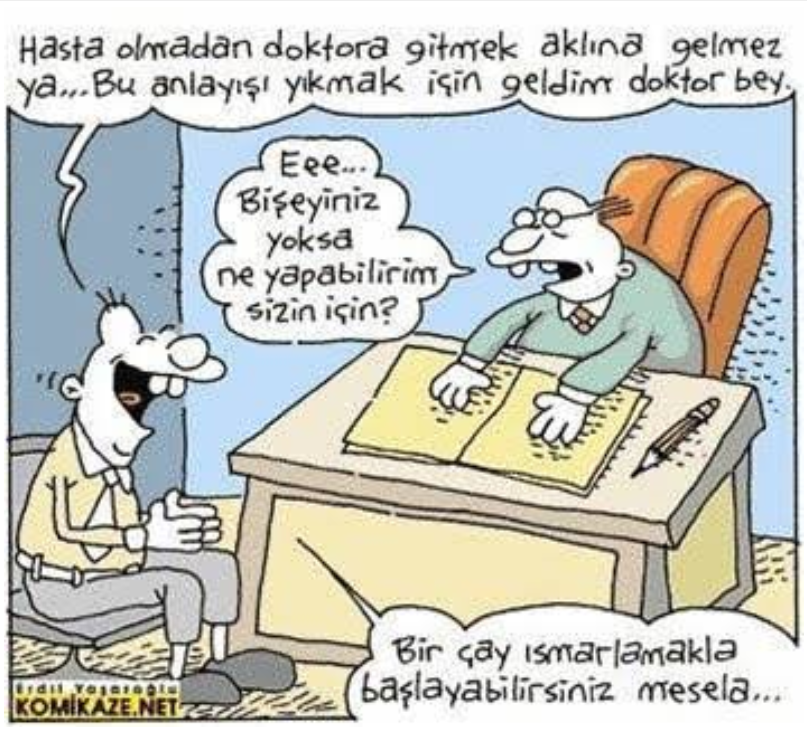 Hasta olmadan doktora gitmek aklına gelmez
ya... Bu anlayışı yıkmak için geldim doktor bey.
Eee...
Bişeyiniz
yoksa
ne yapabilirim
sizin için?
Bir çay ısmarlamakla
başlayabilirsiniz mesela...
Erdil Yaşaroğlu
KOMİKAZE.NET